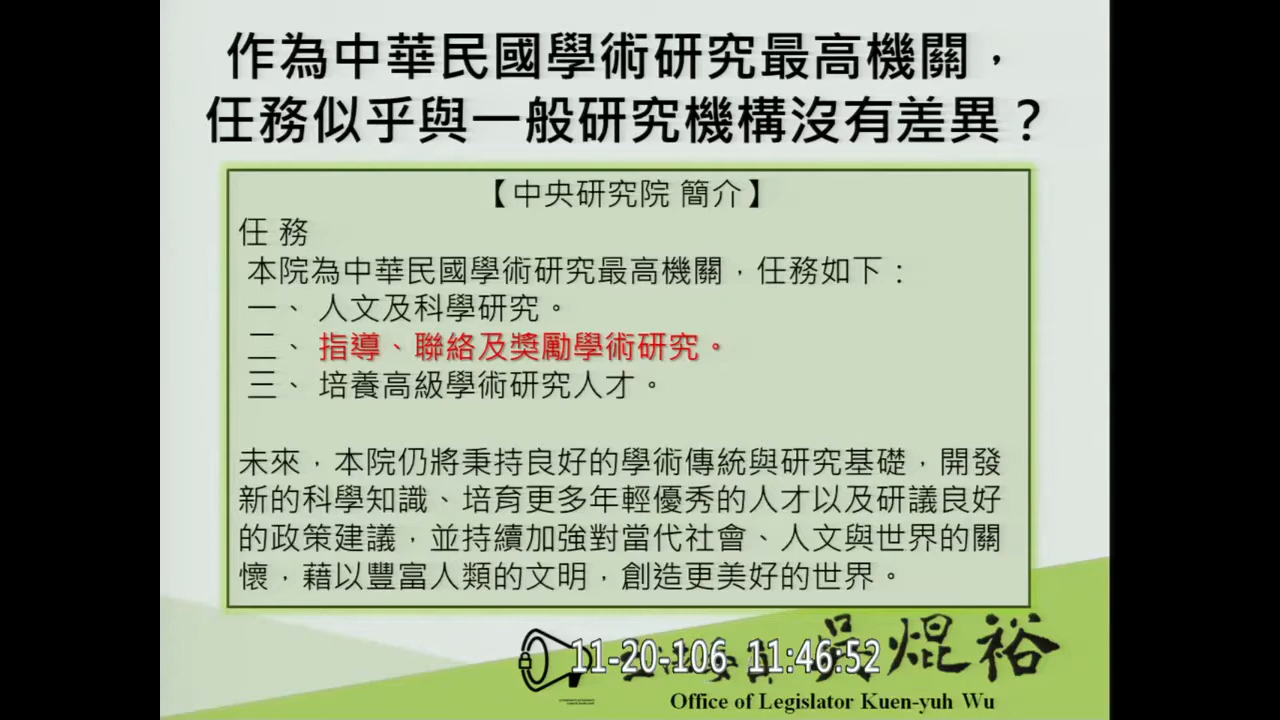 作為中華民國學術研究最高機關，
任務似乎與一般研究機構沒有差異？
【中央研究院 簡介】
任 務
本院為中華民國學術研究最高機關，任務如下：
一、 人文及科學研究。
二、 指導、聯絡及獎勵學術研究。
三、 培養高級學術研究人才。
未來，本院仍將秉持良好的學術傳統與研究基礎，開發
新的科學知識、培育更多年輕優秀的人才以及研議良好
的政策建議，並持續加強對當代社會、人文與世界的關
懷，藉以豐富人類的文明，創造更美好的世界。
吳焜裕
11-20-106 11:46:52
Office of Legislator Kuen-yuh Wu